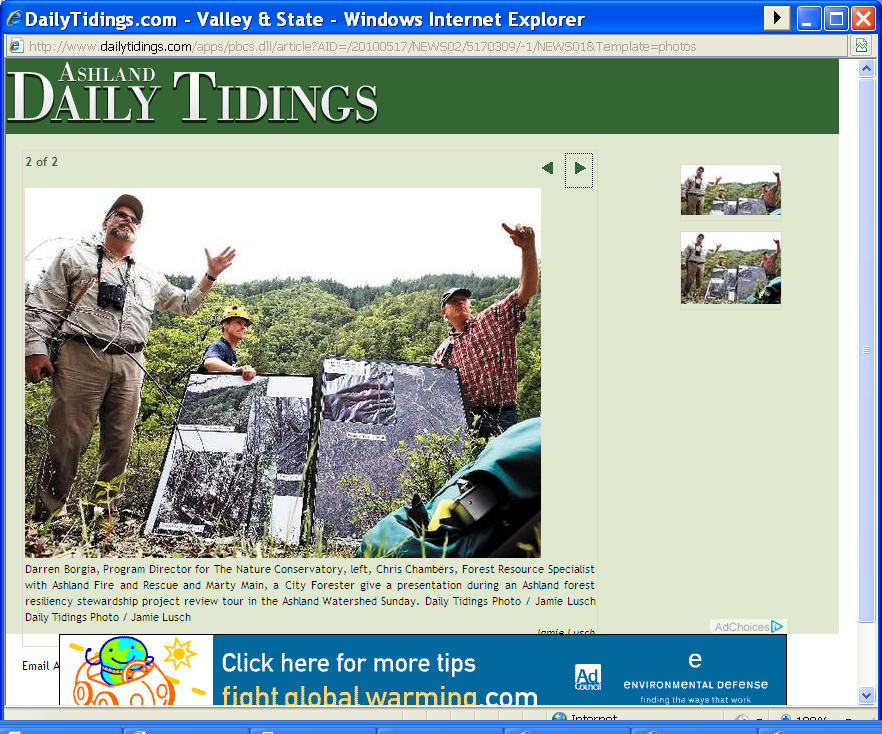 DailyTidings.com - Valley & State - Windows Internet Explorer
http://www.dailytidings.com/apps/pbcs.dll/article?AID=/20100517/NEWS02/5170309/-1/NEWS01&Template=photos
ASHLAND
DAILY TIDINGS
2 of 2
Darren Borgia, Program Director for The Nature Conservatory, left, Chris Chambers, Forest Resource Specialist
with Ashland Fire and Rescue and Marty Main, a City Forester give a presentation during an Ashland forest
resiliency stewardship project review tour in the Ashland Watershed Sunday. Daily Tidings Photo / Jamie Lusch
Daily Tidings Photo / Jamie Lusch
Jamie Lusch
AdChoices
Email A
Click here for more tips
fight global warming.com
Ad
COUNCIL
e
ENVIRONMENTAL DEFENSE
finding the ways that work
Internet
100%